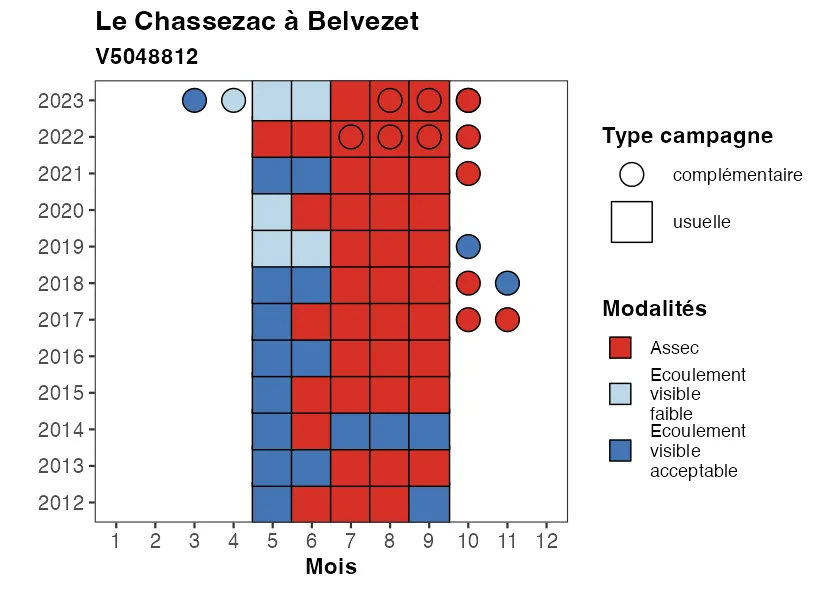 Le Chassezac à Belvezet
V5048812
2023
2022
2021
2020
2019
2018
2017
2016
2015
2014
2013
2012
1 2 3 4 5 6 7 8 9 10 11 12
Mois
Type campagne
complémentaire
usuelle
Modalités
Assec
Ecoulement
visible
faible
Ecoulement
visible
acceptable